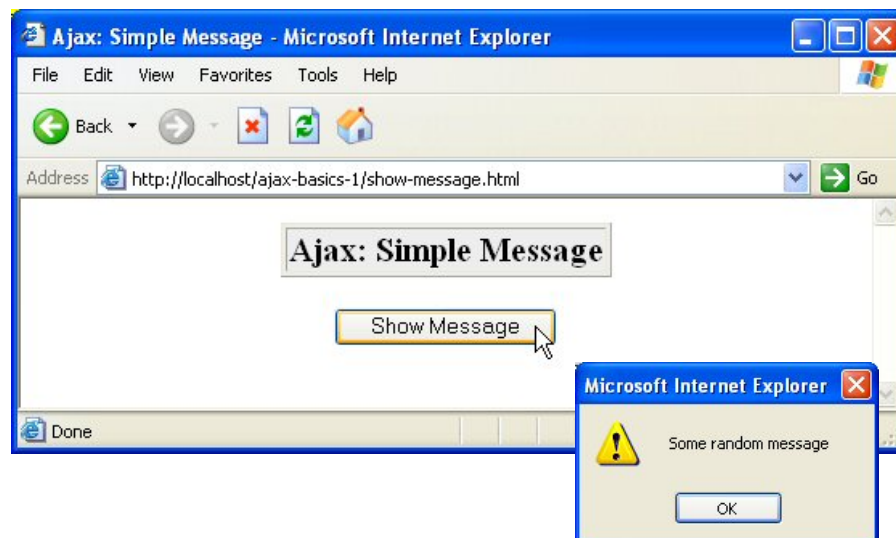 Ajax: Simple Message - Microsoft Internet Explorer
File Edit View Favorites Tools Help
Back
Address http://localhost/ajax-basics-1/show-message.html Go
Ajax: Simple Message
Show Message
Microsoft Internet Explorer
Some random message
OK
Done